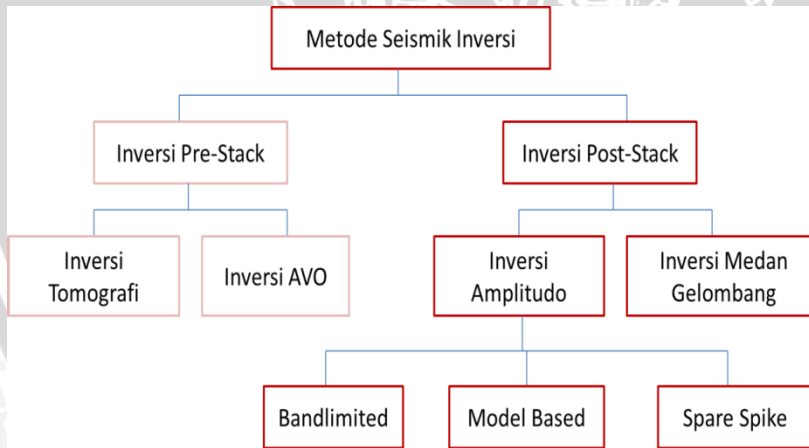 Metode Seismik Inversi
Inversi Pre-Stack
Inversi Post-Stack
Inversi
Tomografi
Inversi AVO
Inversi
Amplitudo
Inversi Medan
Gelombang
Bandlimited
Model Based
Spare Spike